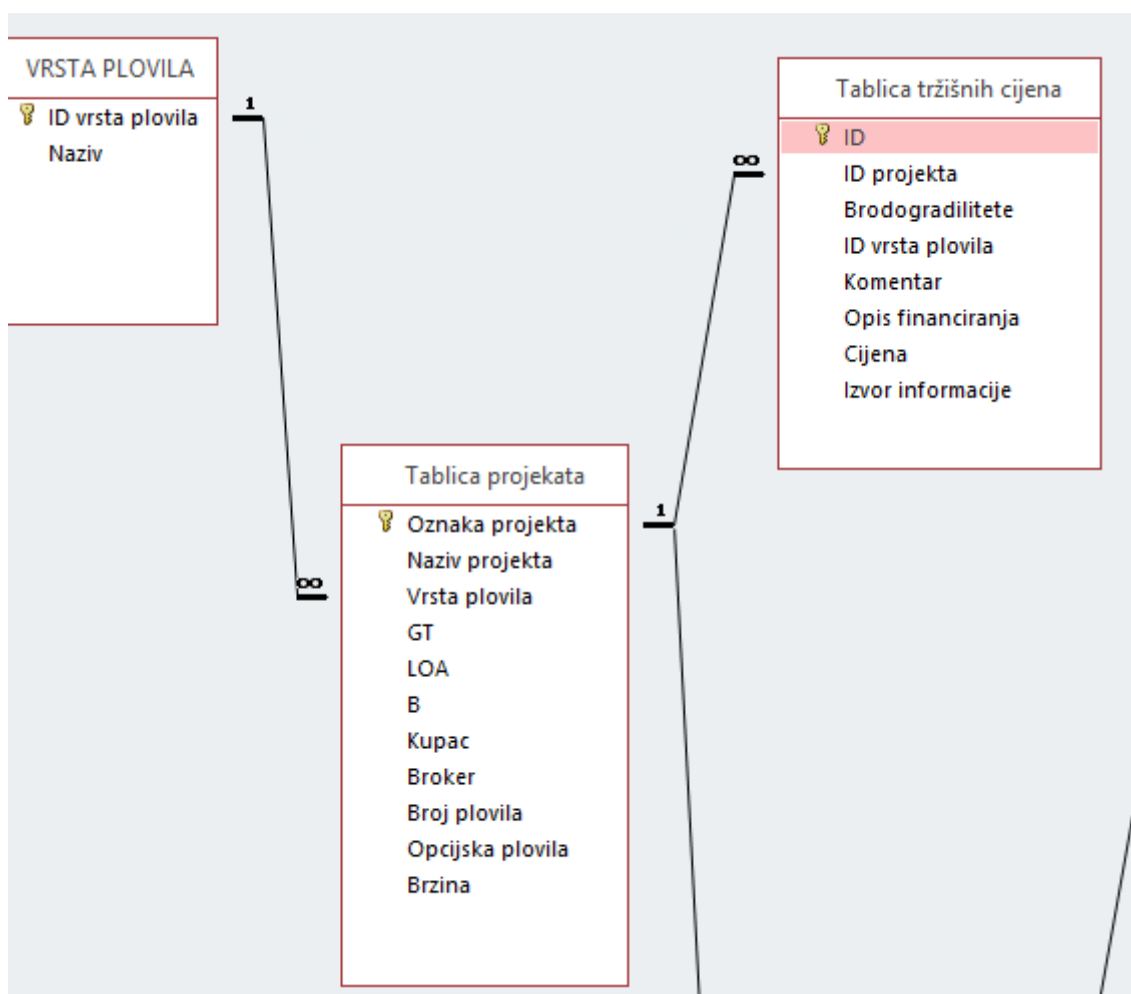 VRSTA PLOVILA
ID vrsta plovila
Naziv
1
∞
Tablica tržišnih cijena
ID
ID projekta
Brodogradilitete
ID vrsta plovila
Komentar
Opis financiranja
Cijena
Izvor informacije
∞
Tablica projekata
Oznaka projekta
Naziv projekta
Vrsta plovila
GT
LOA
B
Kupac
Broker
Broj plovila
Opcijska plovila
Brzina
1